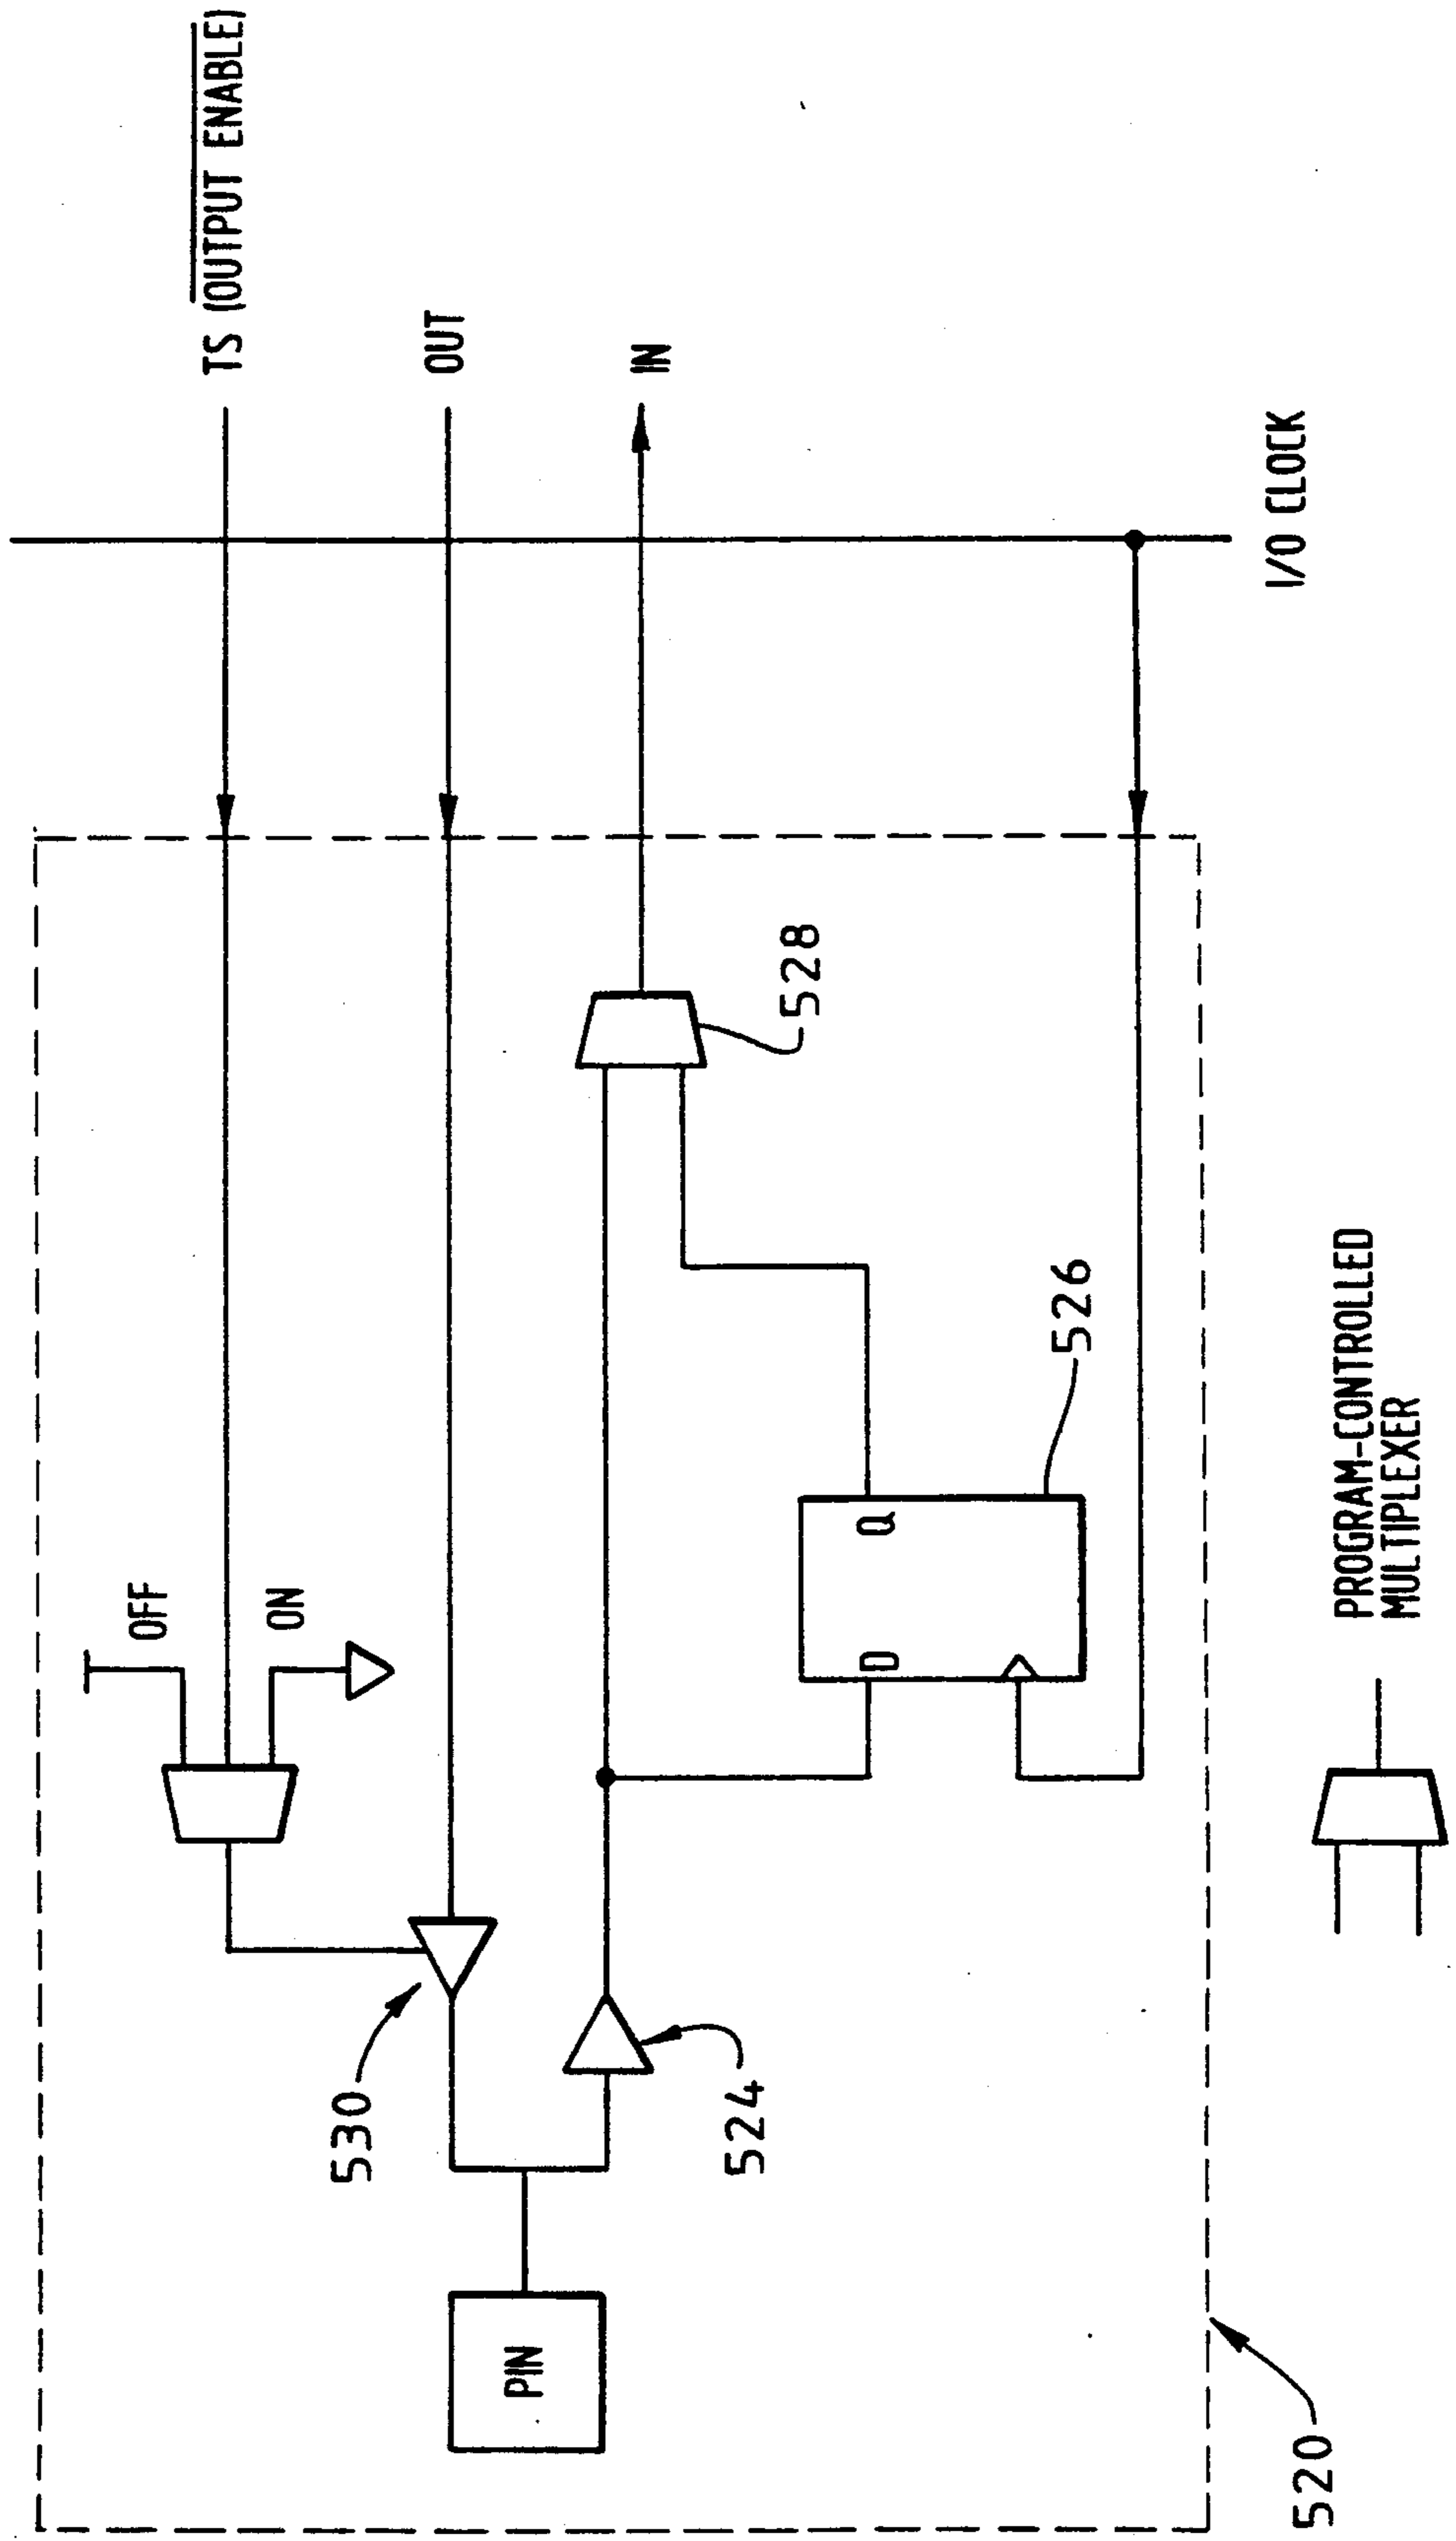 TS (OUTPUT ENABLE)
OUT
IN
I/O CLOCK
OFF
ON
528
526
Q
D
530
524
PIN
520
PROGRAM-CONTROLLED
MULTIPLEXER